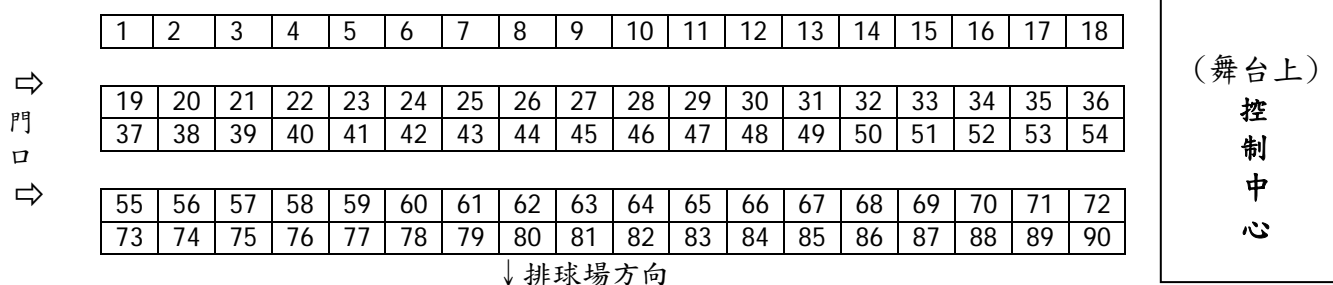 1 2 3 4 5 6 7 8 9 10 11 12 13 14 15 16 17 18
⇨
19 20 21 22 23 24 25 26 27 28 29 30 31 32 33 34 35 36
37 38 39 40 41 42 43 44 45 46 47 48 49 50 51 52 53 54
門
口
⇨
55 56 57 58 59 60 61 62 63 64 65 66 67 68 69 70 71 72
73 74 75 76 77 78 79 80 81 82 83 84 85 86 87 88 89 90
↓排球場方向
(舞台上)
控
制
中
心